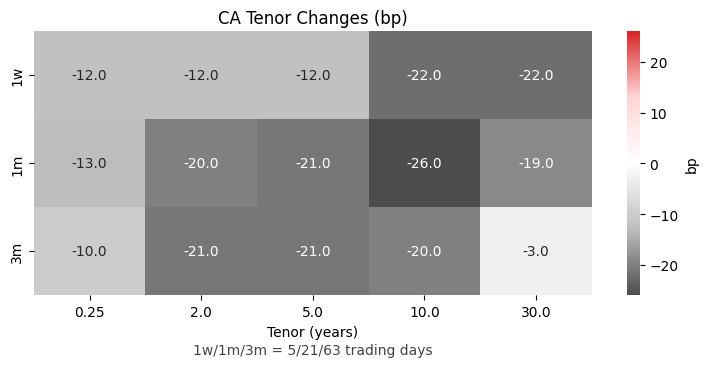 CA Tenor Changes (bp)
1w -12.0 -12.0 -12.0 -22.0 -22.0
1m -13.0 -20.0 -21.0 -26.0 -19.0
3m -10.0 -21.0 -21.0 -20.0 -3.0
0.25 2.0 5.0 10.0 30.0
Tenor (years)
1w/1m/3m = 5/21/63 trading days
20
10
0
−10
−20
bp